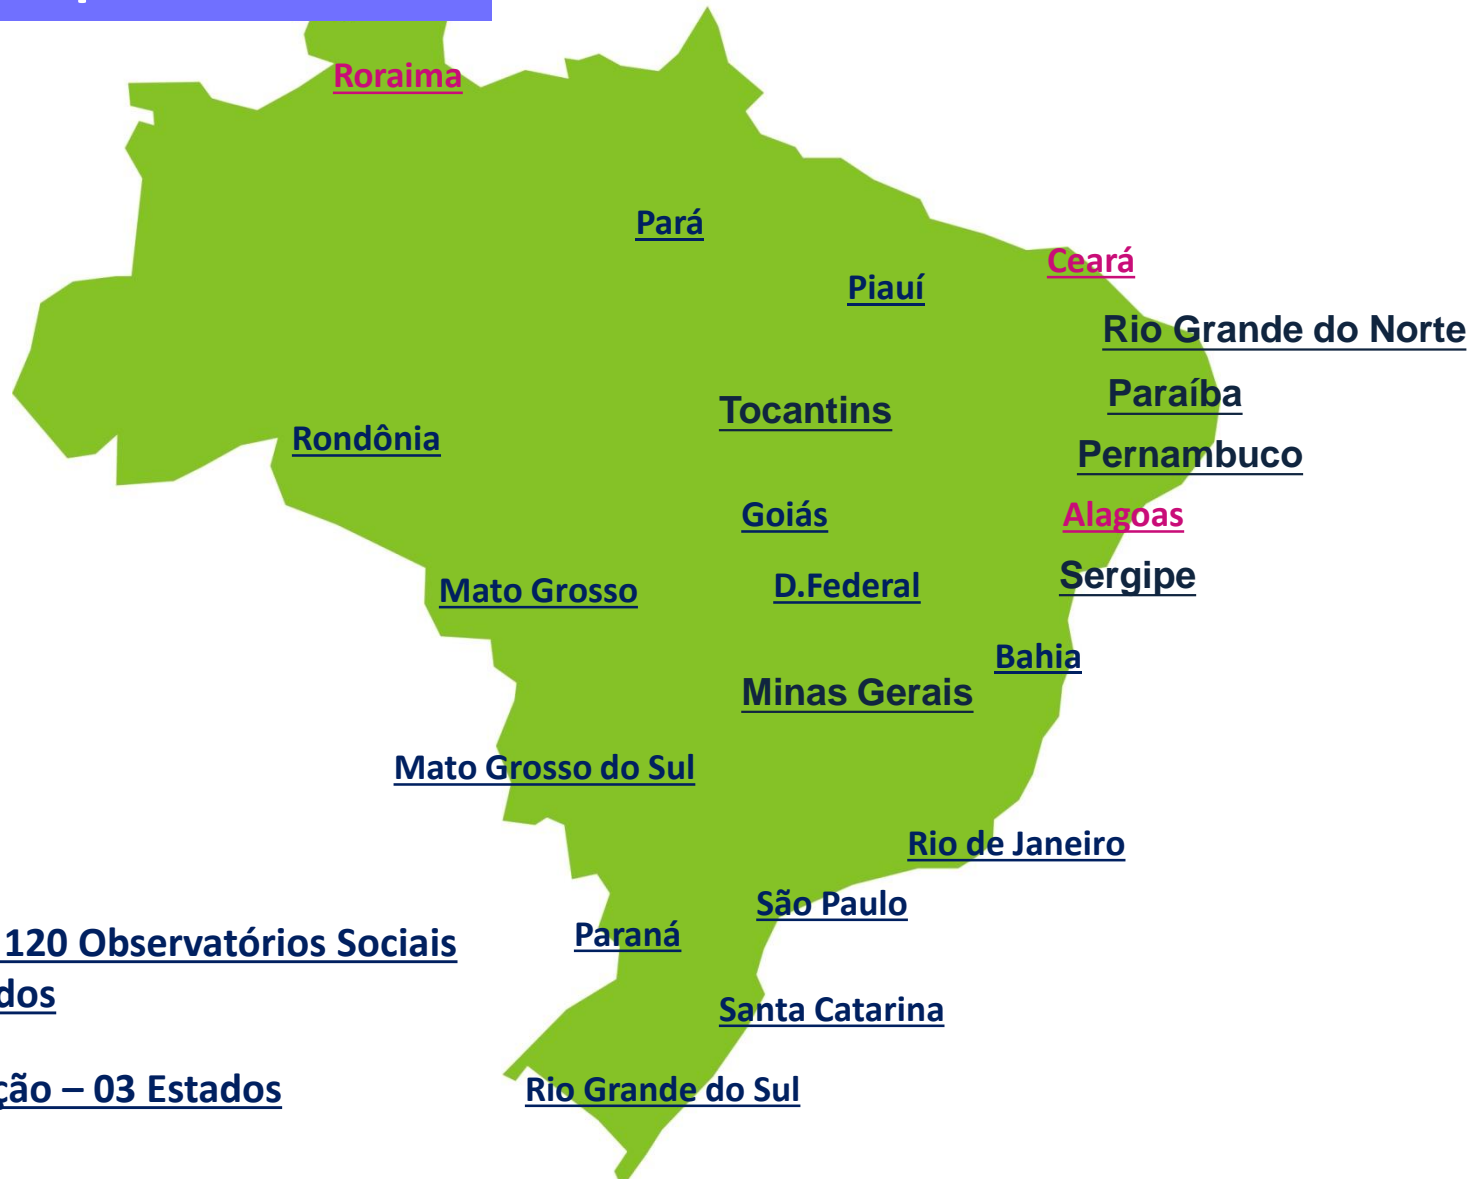 Roraima
Pará
Ceará
Piauí
Rio Grande do Norte
Paraíba
Tocantins
Rondônia
Pernambuco
Goiás
Alagoas
Mato Grosso
D.Federal
Sergipe
Bahia
Minas Gerais
Mato Grosso do Sul
Rio de Janeiro
São Paulo
Paraná
120 Observatórios Sociais
dos
Santa Catarina
ção – 03 Estados
Rio Grande do Sul